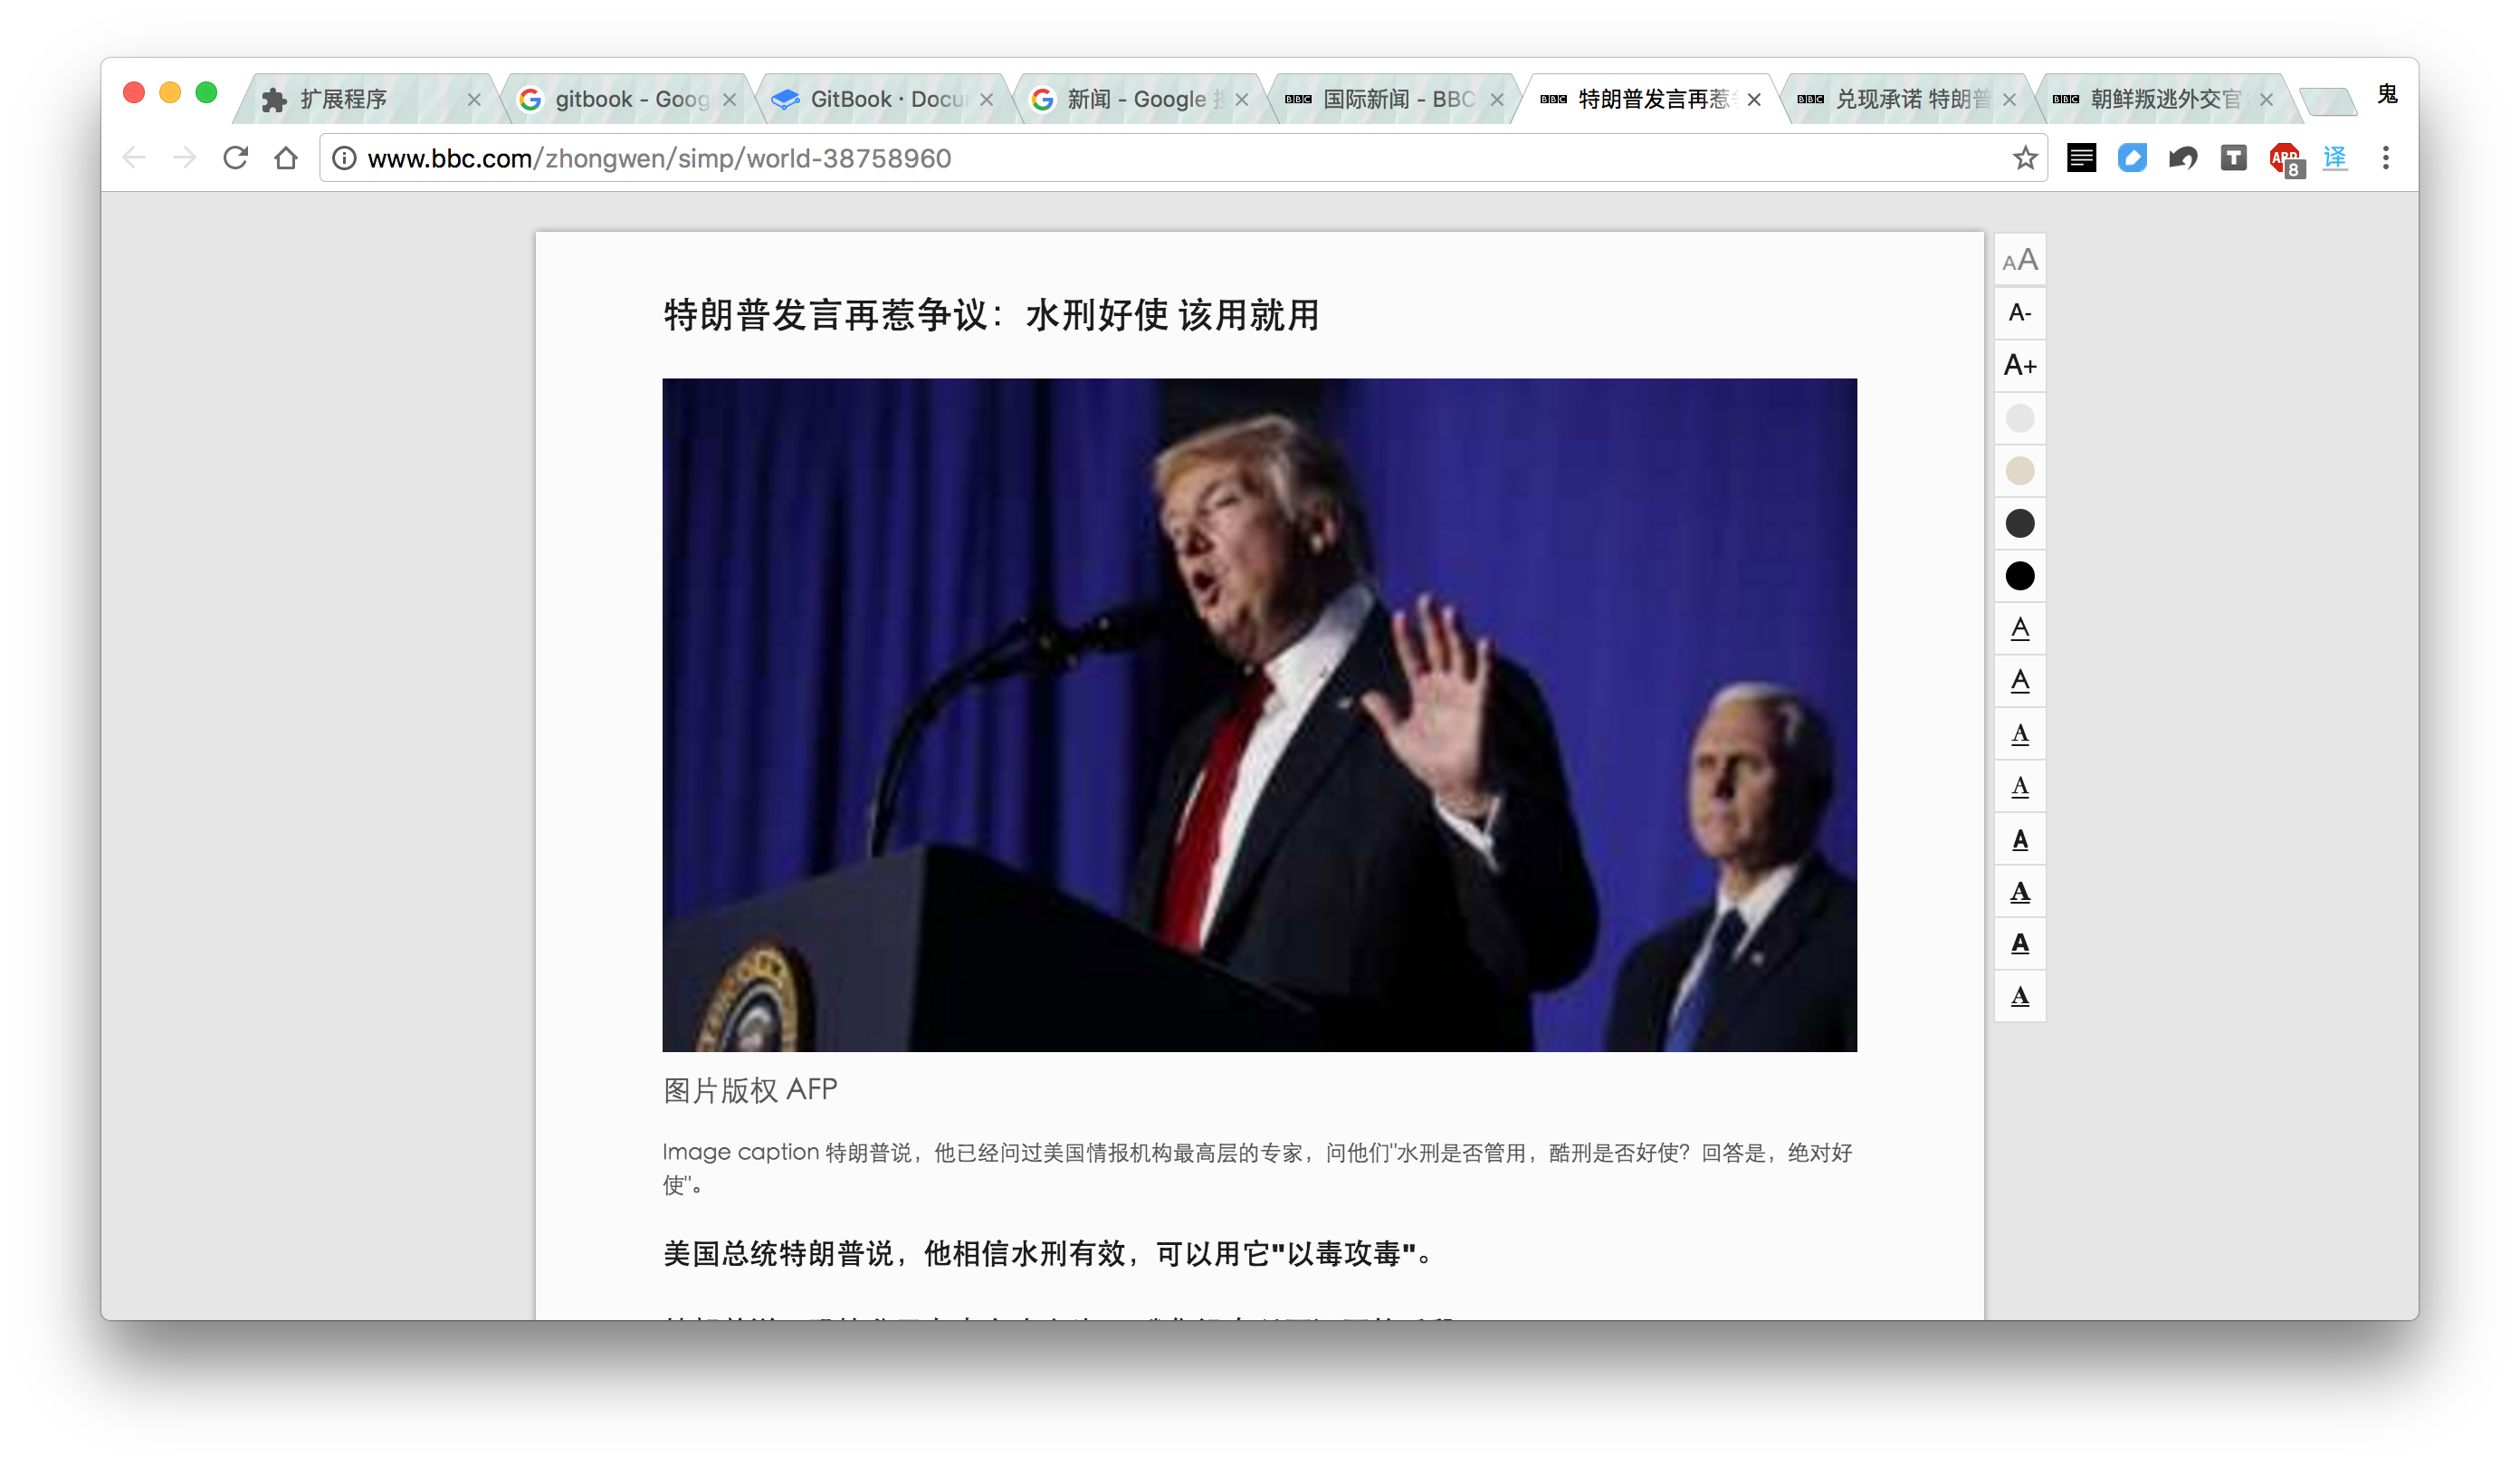 扩展程序
gitbook - Goog
GitBook · Docu
新闻 - Google 搜
国际新闻 - BBC
特朗普发言再惹
兑现承诺 特朗普
朝鲜叛逃外交官
鬼
www.bbc.com/zhongwen/simp/world-38758960
T
ABP
8
译
AA
A-
A+
A
A
A
A
A
A
A
A
特朗普发言再惹争议：水刑好使 该用就用
图片版权 AFP
Image caption 特朗普说，他已经问过美国情报机构最高层的专家，问他们"水刑是否管用，酷刑是否好使？回答是，绝对好
使"。
美国总统特朗普说，他相信水刑有效，可以用它"以毒攻毒"。